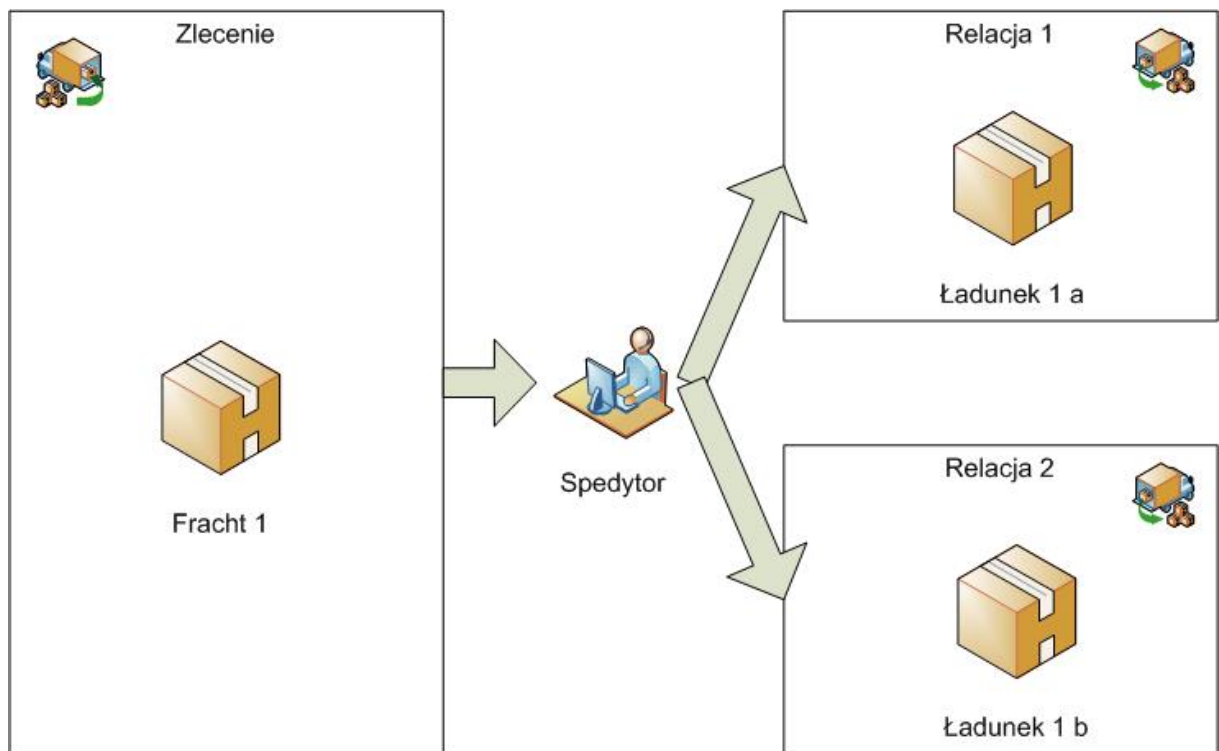 Zlecenie
Fracht 1
Spedytor
Relacja 1
Ładunek 1 a
Relacja 2
Ładunek 1 b